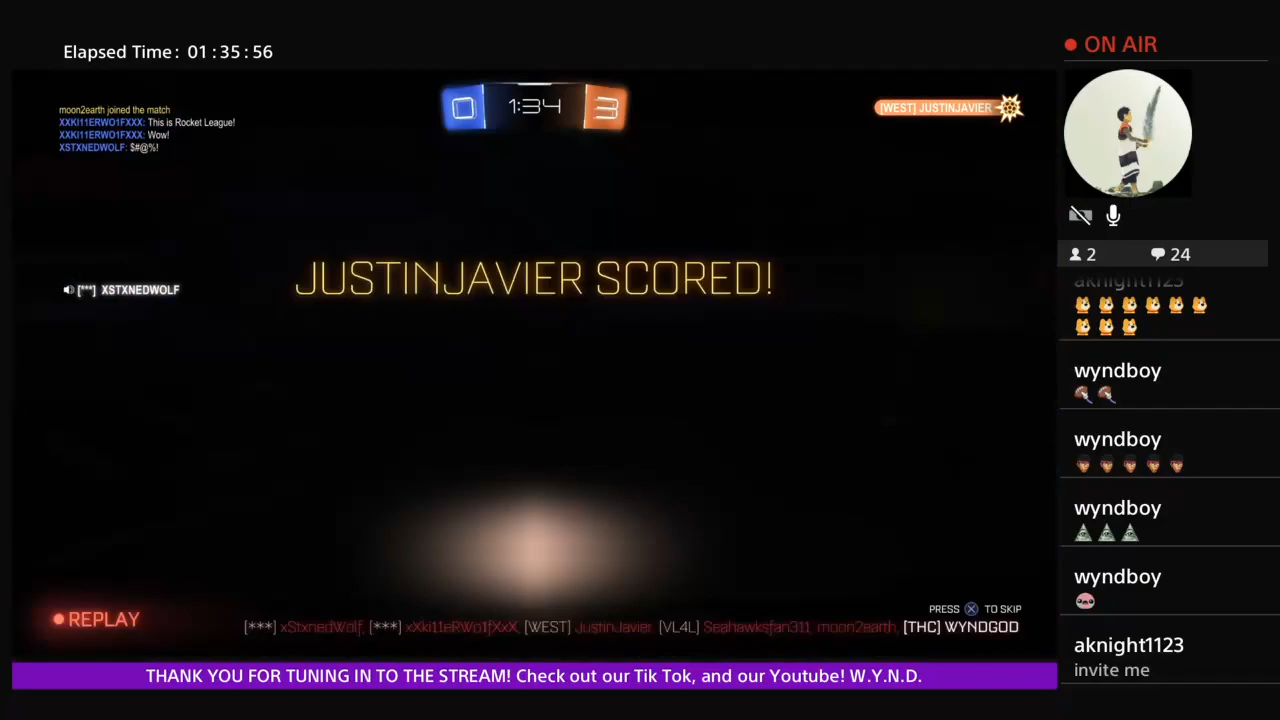 Elapsed Time: 01:35:56
ON AIR
moon2earth joined the match
XXKI11ERWO1FXXX: This is Rocket League!
XXKI11ERWO1FXXX: Wow!
XSTXNEDWOLF: $#@%!
0 1:34 3
[WEST] JUSTINJAVIER
[***] XSTXNEDWOLF
JUSTINJAVIER SCORED!
REPLAY
PRESS X TO SKIP
[***] xStxnedWolf, [***] xXki11eRWo1fXxX, [WEST] JustinJavier, [VL4L] Seahawksfan311, moon2earth, [THC] WYNDGOD
THANK YOU FOR TUNING IN TO THE STREAM! Check out our Tik Tok, and our Youtube! W.Y.N.D.
2 24
aknight1123
wyndboy
wyndboy
wyndboy
wyndboy
aknight1123
invite me